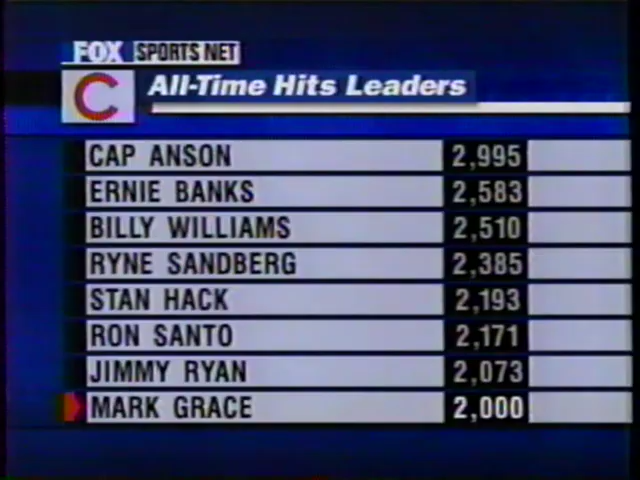 FOX SPORTS NET
C All-Time Hits Leaders
CAP ANSON 2,995
ERNIE BANKS 2,583
BILLY WILLIAMS 2,510
RYNE SANDBERG 2,385
STAN HACK 2,193
RON SANTO 2,171
JIMMY RYAN 2,073
MARK GRACE 2,000